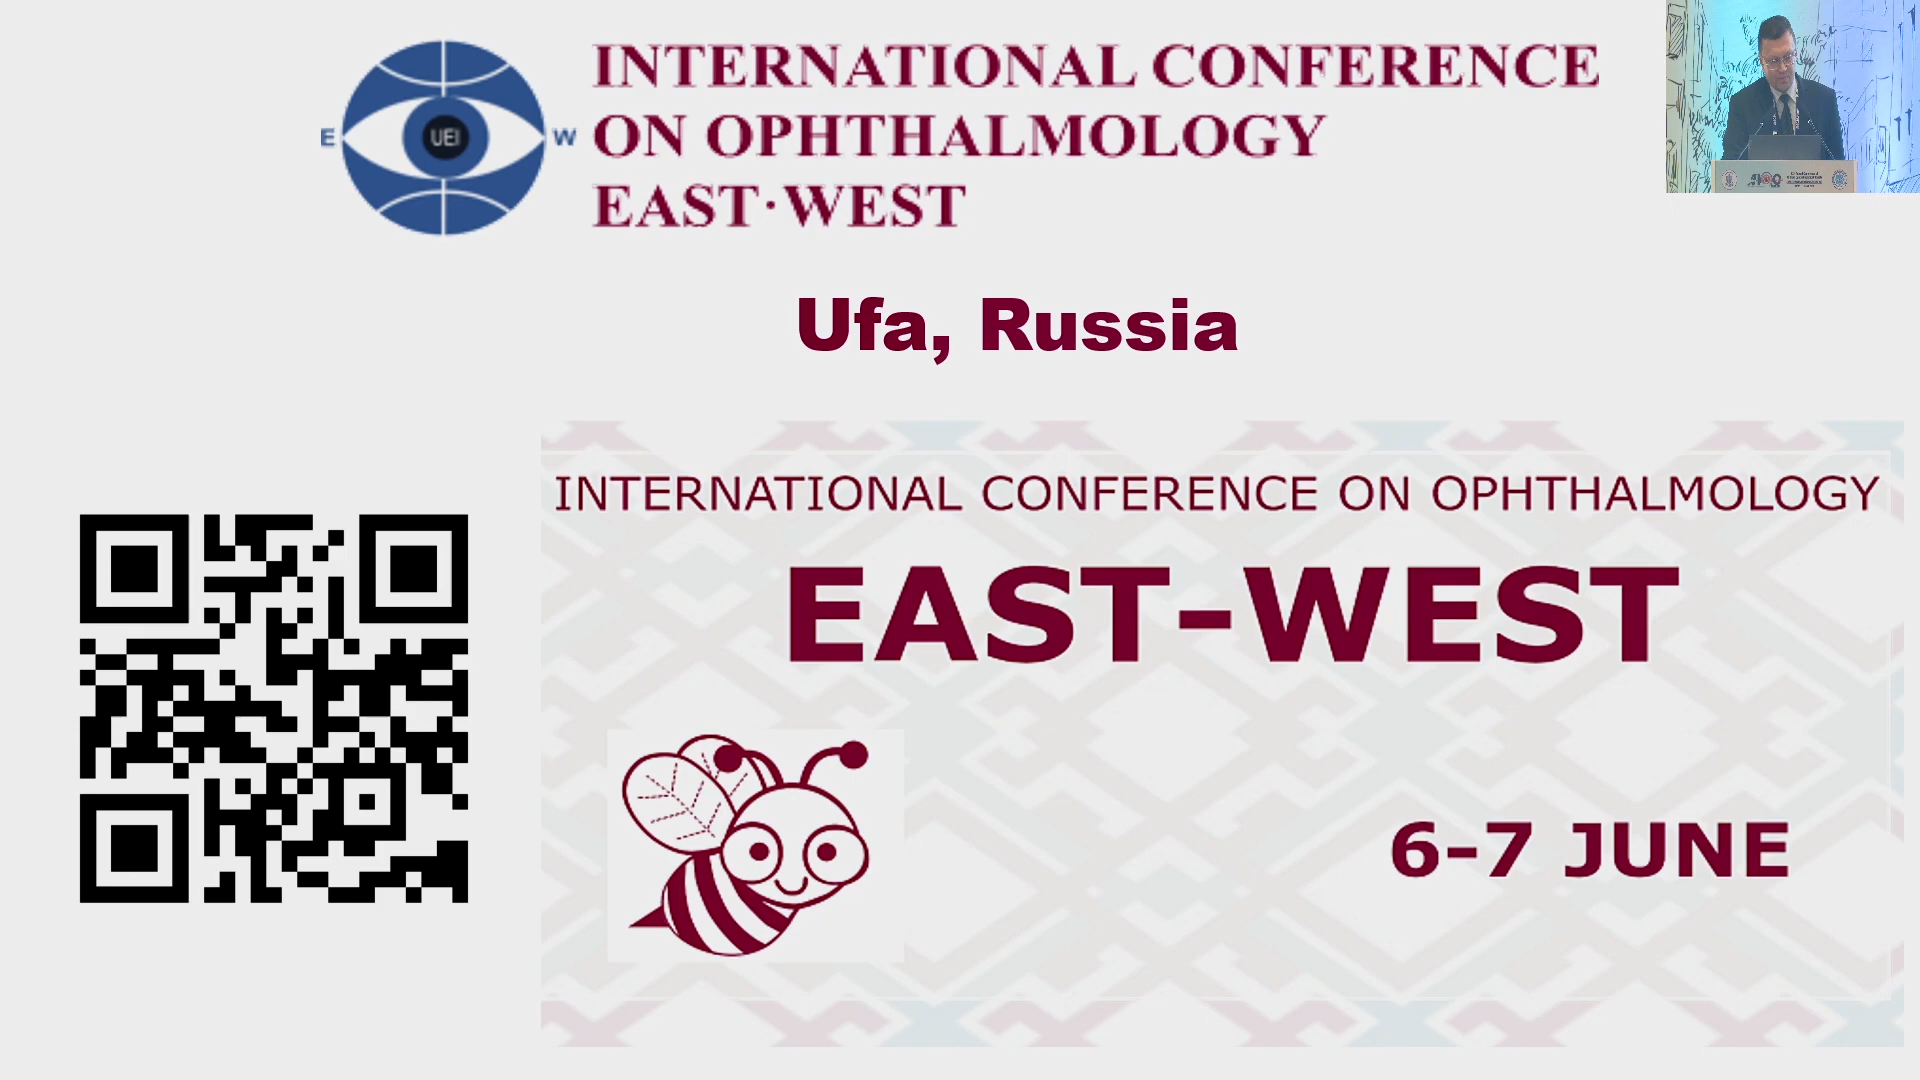 INTERNATIONAL CONFERENCE
ON OPHTHALMOLOGY
EAST·WEST
E
UEI
W
Ufa, Russia
INTERNATIONAL CONFERENCE ON OPHTHALMOLOGY
EAST-WEST
6-7 JUNE